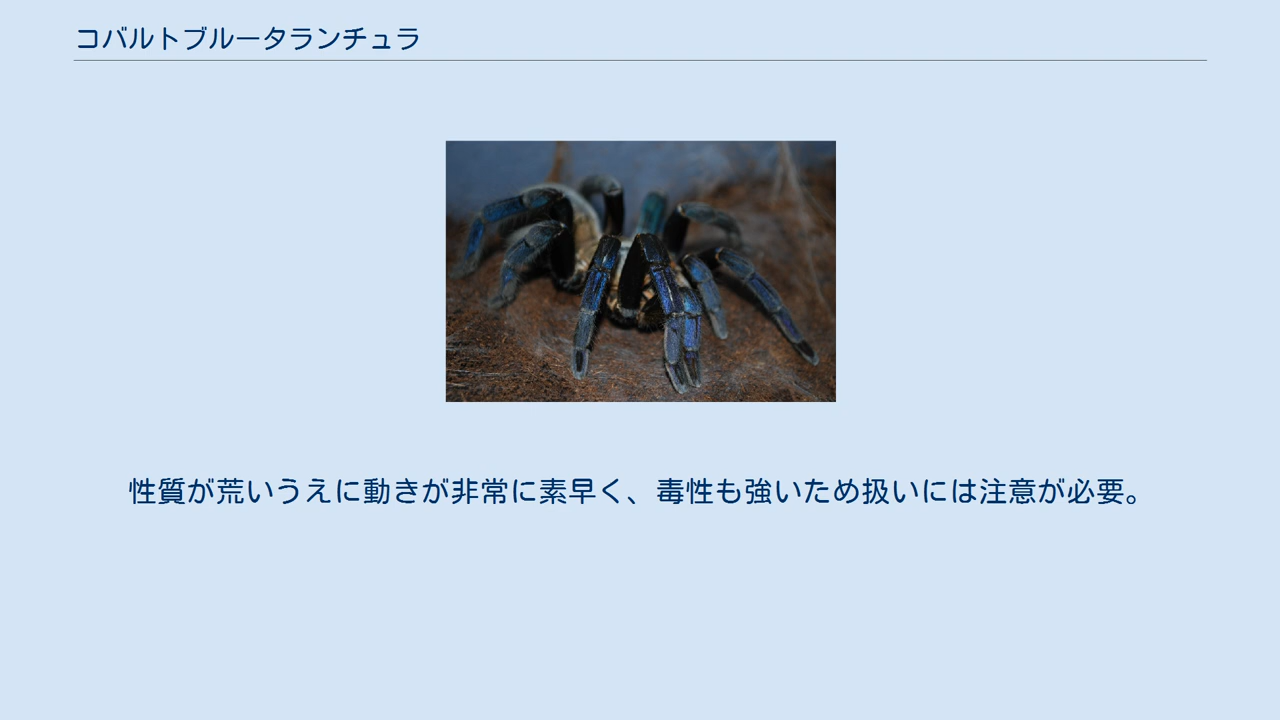 コバルトブルータランチュラ
性質が荒いうえに動きが非常に素早く、毒性も強いため扱いには注意が必要。